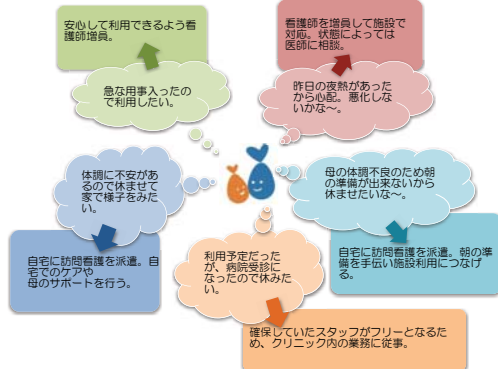 安心して利用できるよう看
護師増員。
急な用事入ったの
で利用したい。
看護師を増員して施設で
対応。状態によっては
医師に相談。
昨日の夜熱があった
から心配。悪化しな
いかな～。
体調に不安があ
るので休ませて
家で様子をみた
い。
自宅に訪問看護を派遣。自
宅でのケアや
母のサポートを行う。
母の体調不良のため朝
の準備が出来ないから
休ませたいな～。
自宅に訪問看護を派遣。朝の準
備を手伝い施設利用につなげ
る。
利用予定だった
が、病院受診に
なったので休みた
い。
確保していたスタッフがフリーとなるた
め、クリニック内の業務に従事。